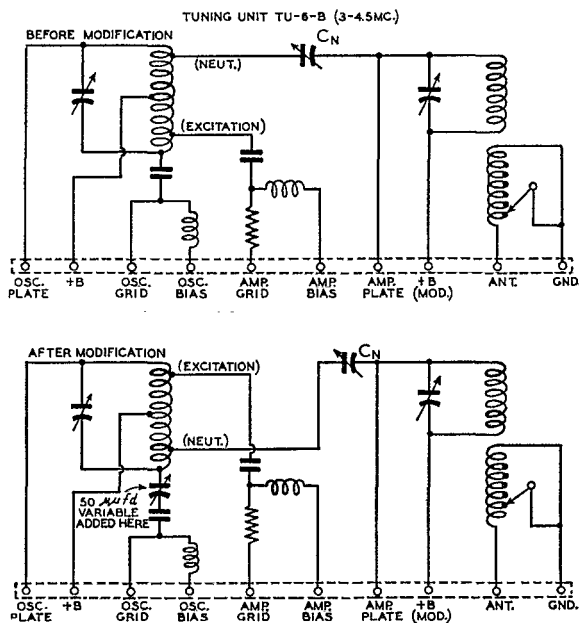 TUNING UNIT TU-6-B (3-4.5MC.)
BEFORE MODIFICATION
CN
(NEUT.)
(EXCITATION)
OSC. PLATE
+B
OSC. GRID
OSC. BIAS
AMP. GRID
AMP. BIAS
AMP. PLATE
+B (MOD.)
ANT.
GND.
AFTER MODIFICATION
(EXCITATION)
CN
(NEUT.)
50 μμfd
VARIABLE
ADDED HERE
OSC. PLATE
+B
OSC. GRID
OSC. BIAS
AMP. GRID
AMP. BIAS
AMP. PLATE
+B (MOD.)
ANT.
GND.